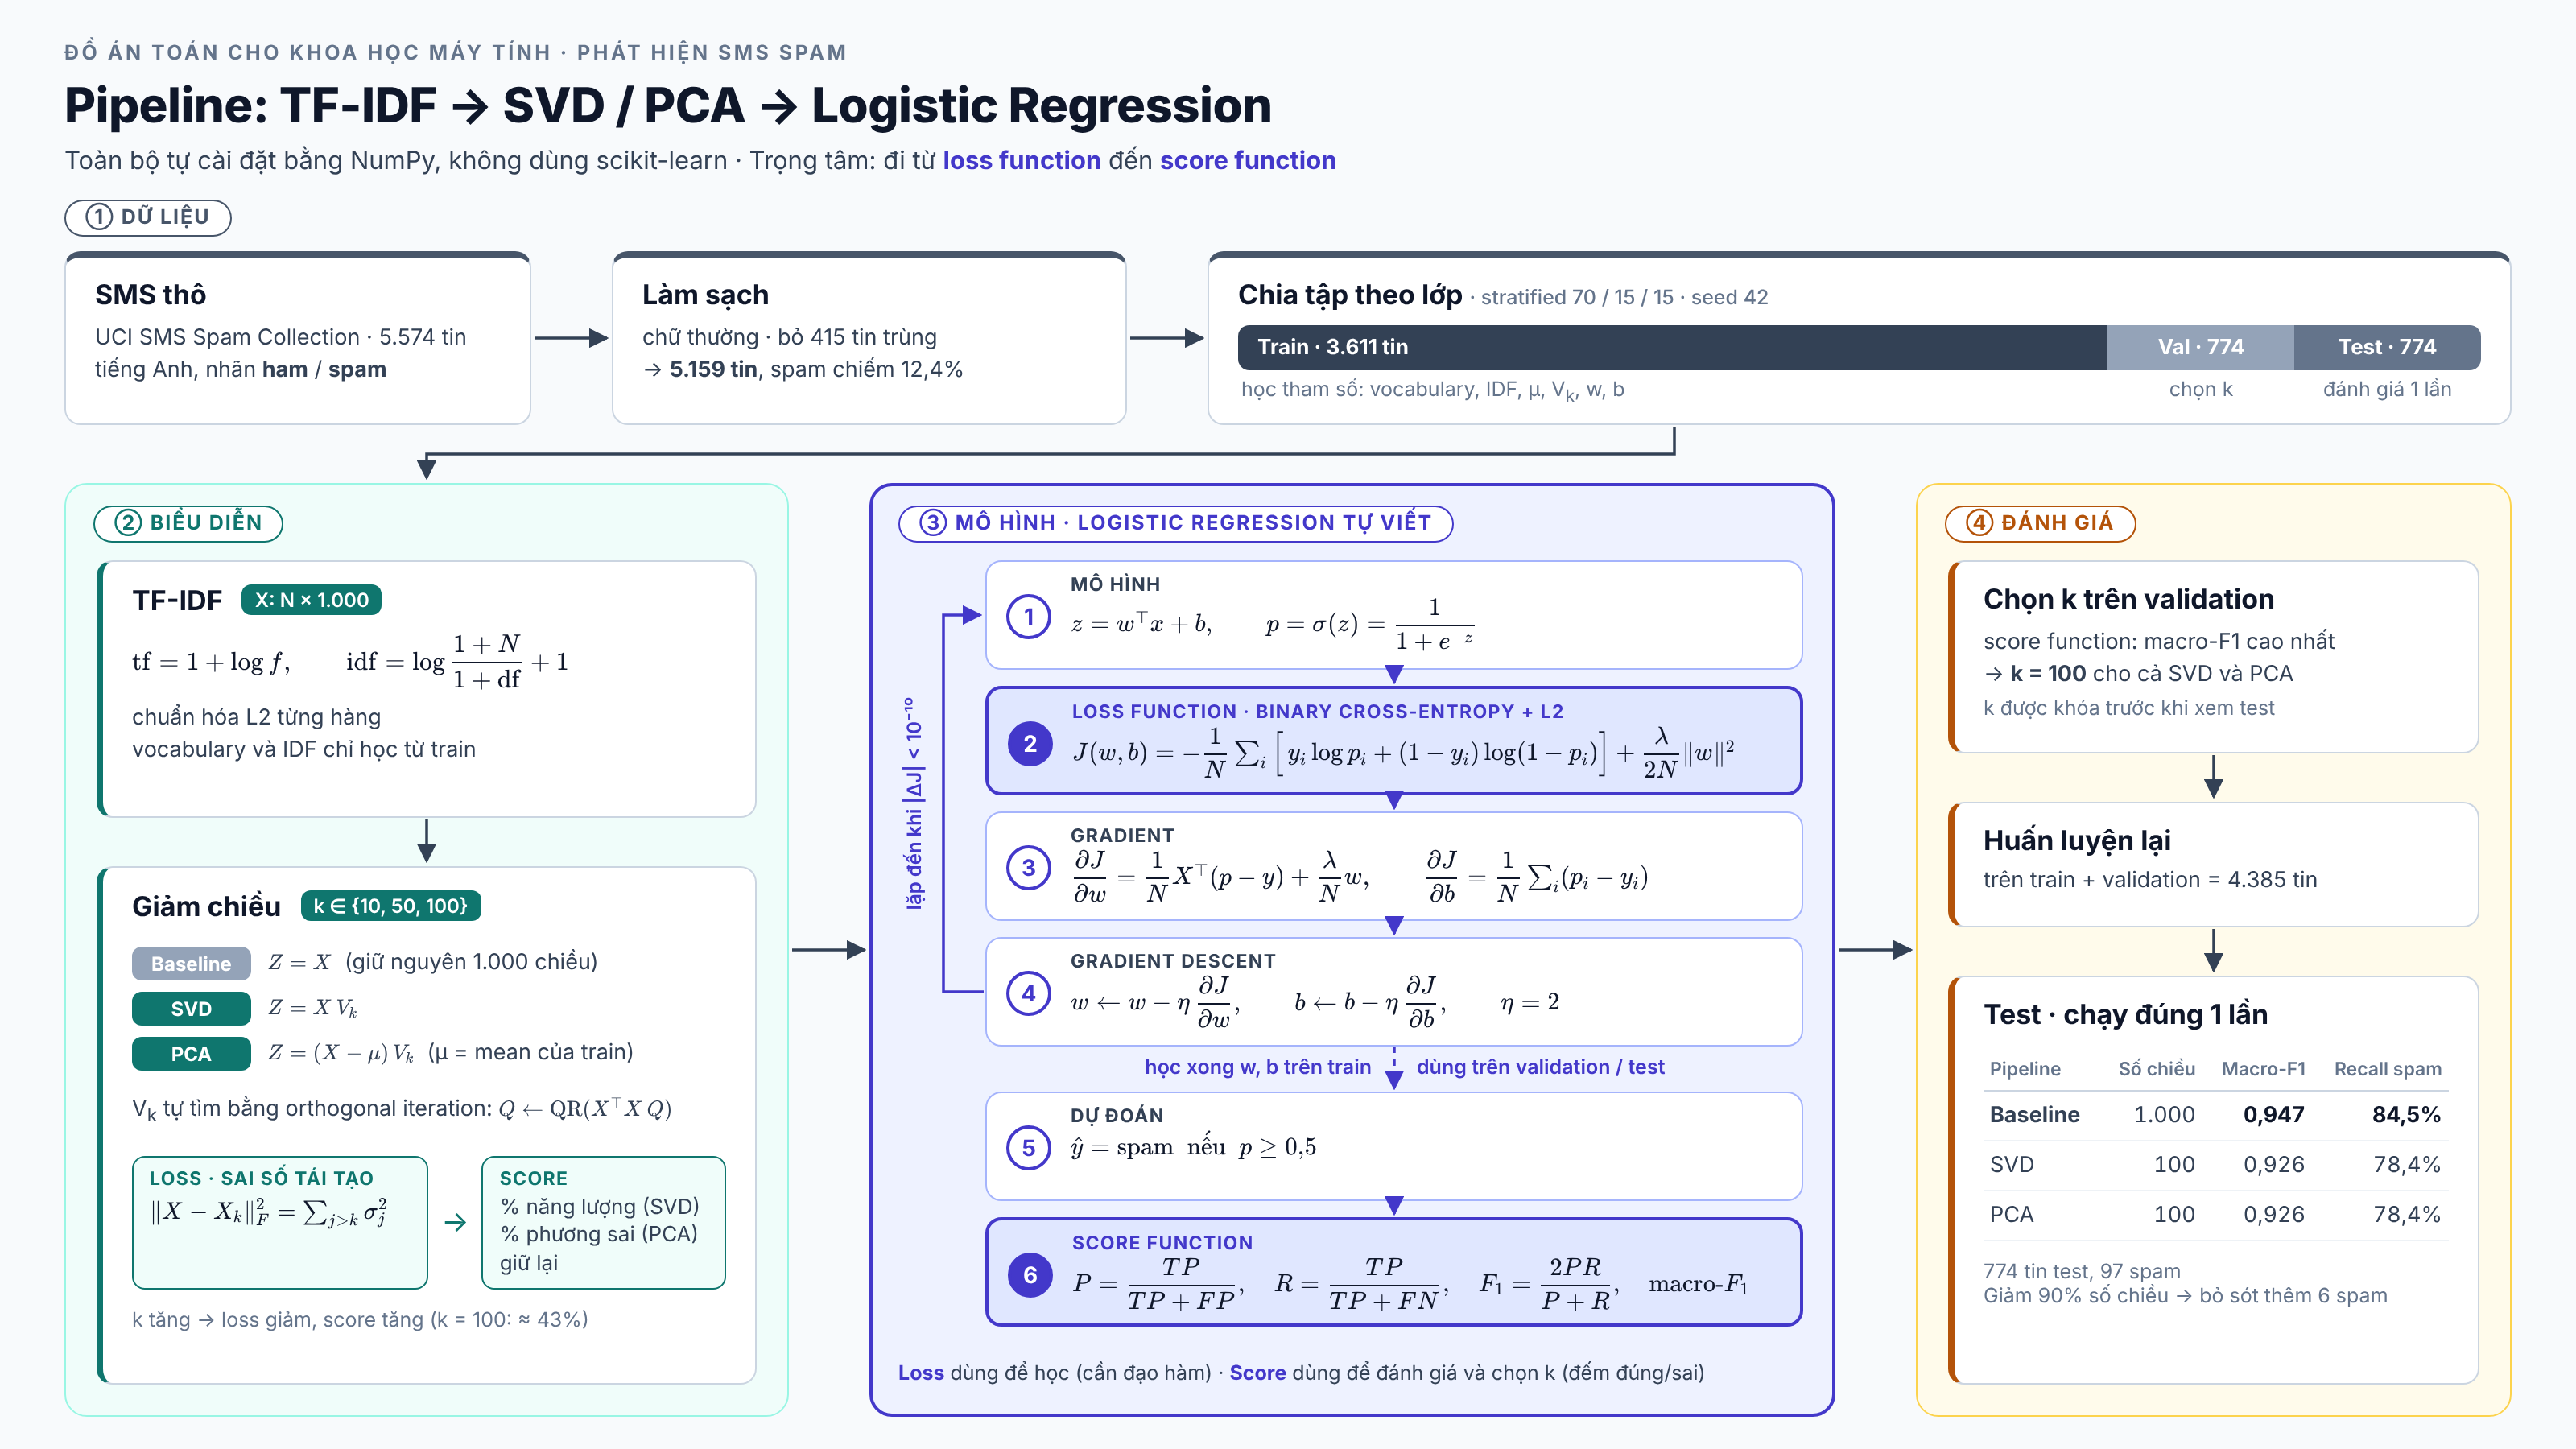 ĐỒ ÁN TOÁN CHO KHOA HỌC MÁY TÍNH · PHÁT HIỆN SMS SPAM
Pipeline: TF-IDF → SVD / PCA → Logistic Regression
Toàn bộ tự cài đặt bằng NumPy, không dùng scikit-learn · Trọng tâm: đi từ loss function đến score function
① DỮ LIỆU
SMS thô
UCI SMS Spam Collection · 5.574 tin
tiếng Anh, nhãn ham / spam
Làm sạch
chữ thường · bỏ 415 tin trùng
→ 5.159 tin, spam chiếm 12,4%
Chia tập theo lớp · stratified 70 / 15 / 15 · seed 42
Train · 3.611 tin
Val · 774
Test · 774
học tham số: vocabulary, IDF, μ, Vₖ, w, b
chọn k
đánh giá 1 lần
② BIỂU DIỄN
TF-IDF X: N × 1.000
tf = 1 + log f, idf = log (1 + N)/(1 + df) + 1
chuẩn hóa L2 từng hàng
vocabulary và IDF chỉ học từ train
Giảm chiều k ∈ {10, 50, 100}
Baseline Z = X (giữ nguyên 1.000 chiều)
SVD Z = X Vₖ
PCA Z = (X − μ) Vₖ (μ = mean của train)
Vₖ tự tìm bằng orthogonal iteration: Q ← QR(X⊤X Q)
LOSS · SAI SỐ TÁI TẠO
‖X − Xₖ‖²_F = ∑_{j>k} σ²_j
→
SCORE
% năng lượng (SVD)
% phương sai (PCA)
giữ lại
k tăng → loss giảm, score tăng (k = 100: ≈ 43%)
③ MÔ HÌNH · LOGISTIC REGRESSION TỰ VIẾT
lặp đến khi |ΔJ| < 10⁻¹⁰
1
MÔ HÌNH
z = w⊤x + b, p = σ(z) = 1/(1 + e^{−z})
2
LOSS FUNCTION · BINARY CROSS-ENTROPY + L2
J(w, b) = −1/N ∑ᵢ [yᵢ log pᵢ + (1 − yᵢ) log(1 − pᵢ)] + λ/2N ‖w‖²
3
GRADIENT
∂J/∂w = 1/N X⊤(p − y) + λ/N w, ∂J/∂b = 1/N ∑ᵢ(pᵢ − yᵢ)
4
GRADIENT DESCENT
w ← w − η ∂J/∂w, b ← b − η ∂J/∂b, η = 2
học xong w, b trên train
dùng trên validation / test
5
DỰ ĐOÁN
ŷ = spam nếu p ≥ 0,5
6
SCORE FUNCTION
P = TP/(TP + FP), R = TP/(TP + FN), F₁ = 2PR/(P + R), macro-F₁
Loss dùng để học (cần đạo hàm) · Score dùng để đánh giá và chọn k (đếm đúng/sai)
④ ĐÁNH GIÁ
Chọn k trên validation
score function: macro-F1 cao nhất
→ k = 100 cho cả SVD và PCA
k được khóa trước khi xem test
Huấn luyện lại
trên train + validation = 4.385 tin
Test · chạy đúng 1 lần
Pipeline Số chiều Macro-F1 Recall spam
Baseline 1.000 0,947 84,5%
SVD 100 0,926 78,4%
PCA 100 0,926 78,4%
774 tin test, 97 spam
Giảm 90% số chiều → bỏ sót thêm 6 spam